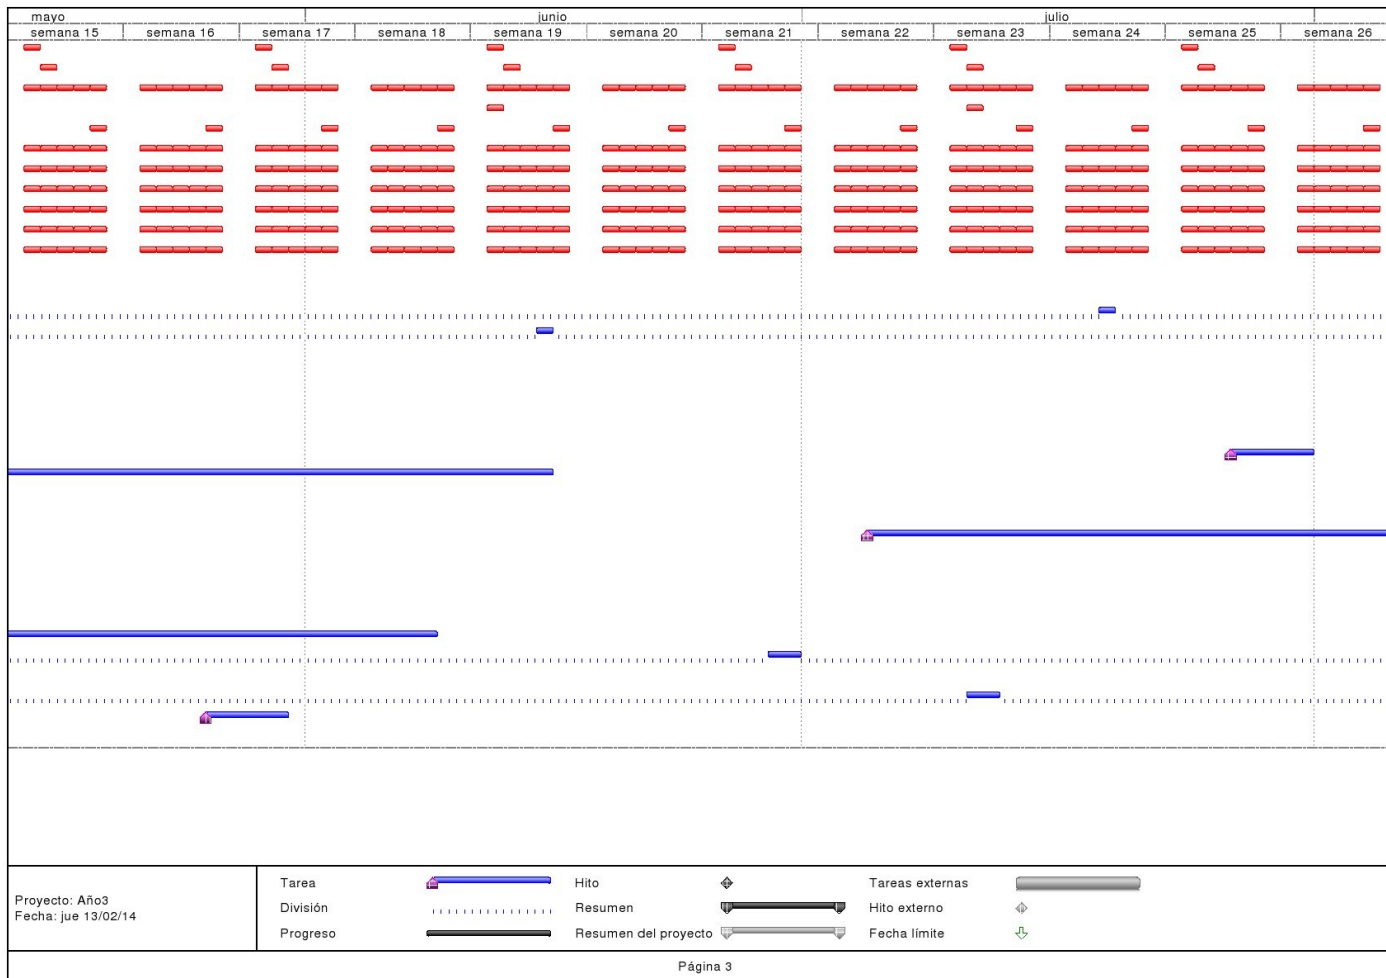 mayo junio julio
semana 15 semana 16 semana 17 semana 18 semana 19 semana 20 semana 21 semana 22 semana 23 semana 24 semana 25 semana 26
Proyecto: Año3
Fecha: jue 13/02/14
Tarea Hito Tareas externas
División Resumen Hito externo
Progreso Resumen del proyecto Fecha límite
Página 3